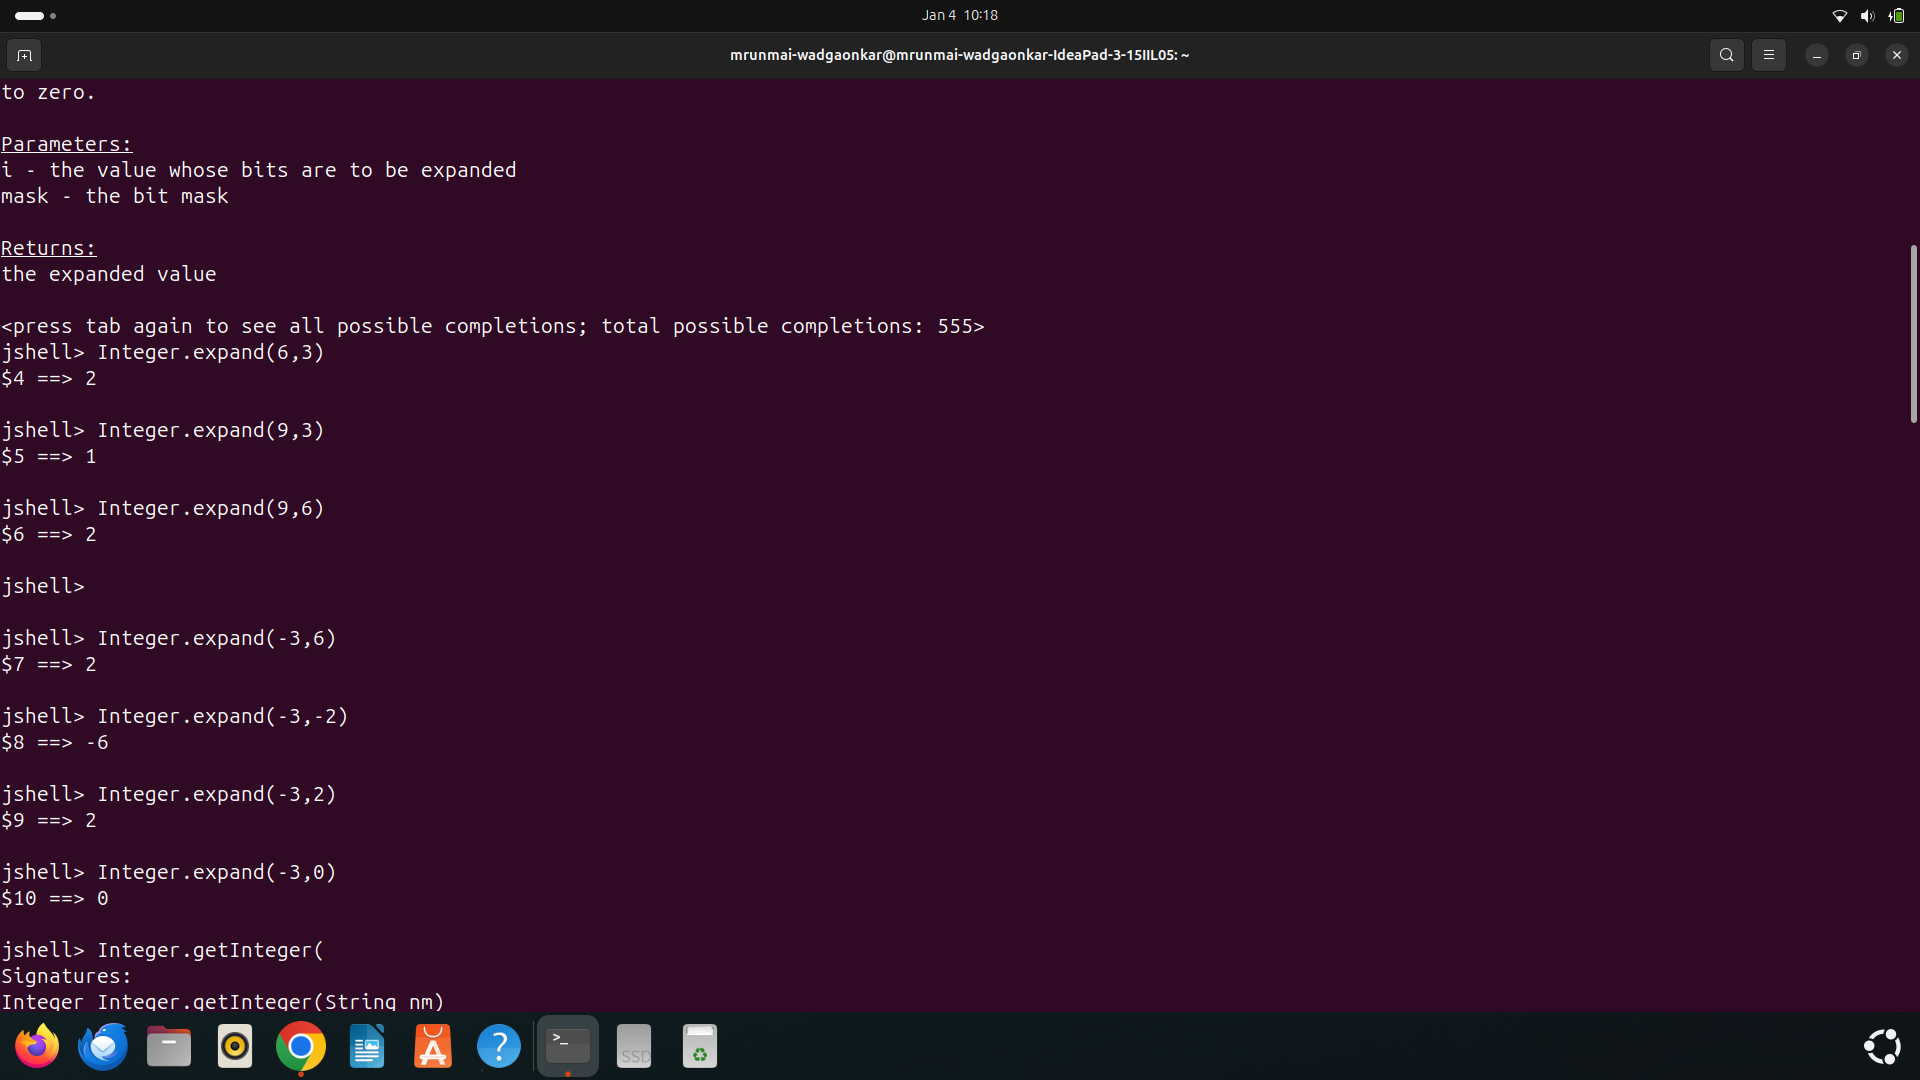 Jan 4 10:18
mrunmai-wadgaonkar@mrunmai-wadgaonkar-IdeaPad-3-15IIL05: ~
to zero.
Parameters:
i - the value whose bits are to be expanded
mask - the bit mask
Returns:
the expanded value
<press tab again to see all possible completions; total possible completions: 555>
jshell> Integer.expand(6,3)
$4 ==> 2
jshell> Integer.expand(9,3)
$5 ==> 1
jshell> Integer.expand(9,6)
$6 ==> 2
jshell>
jshell> Integer.expand(-3,6)
$7 ==> 2
jshell> Integer.expand(-3,-2)
$8 ==> -6
jshell> Integer.expand(-3,2)
$9 ==> 2
jshell> Integer.expand(-3,0)
$10 ==> 0
jshell> Integer.getInteger(
Signatures:
Integer Integer.getInteger(String nm)
>_
?
SSD